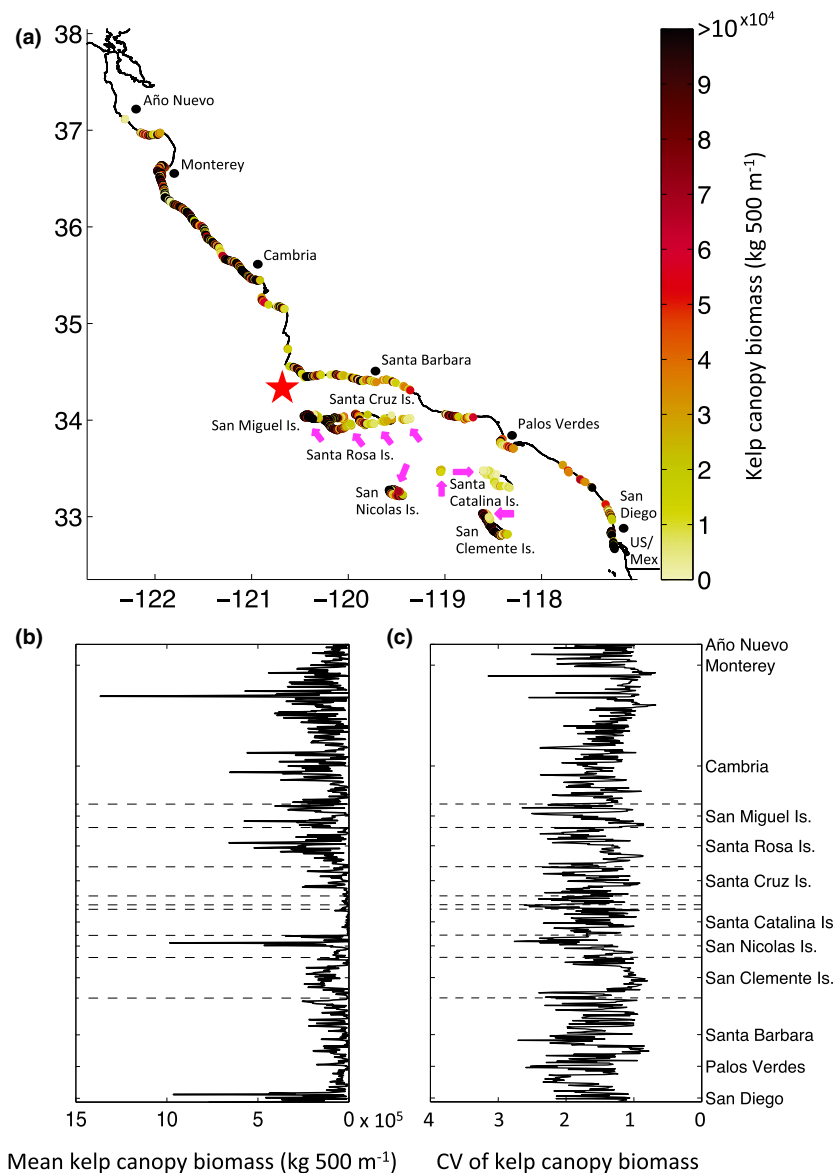 (a)
38
37
36
35
34
33
−122
−121
−120
−119
−118
Año Nuevo
Monterey
Cambria
Santa Barbara
Santa Cruz Is.
San Miguel Is.
Santa Rosa Is.
Palos Verdes
San
Nicolas Is.
Santa
Catalina Is.
San
Clemente Is.
San
Diego
US/
Mex
>10 x10⁴
9
8
7
6
5
4
3
2
1
0
Kelp canopy biomass (kg 500 m⁻¹)
(b)
15
10
5
0 x 10⁵
Mean kelp canopy biomass (kg 500 m⁻¹)
(c)
Año Nuevo
Monterey
Cambria
San Miguel Is.
Santa Rosa Is.
Santa Cruz Is.
Santa Catalina Is
San Nicolas Is.
San Clemente Is.
Santa Barbara
Palos Verdes
San Diego
4
3
2
1
0
CV of kelp canopy biomass